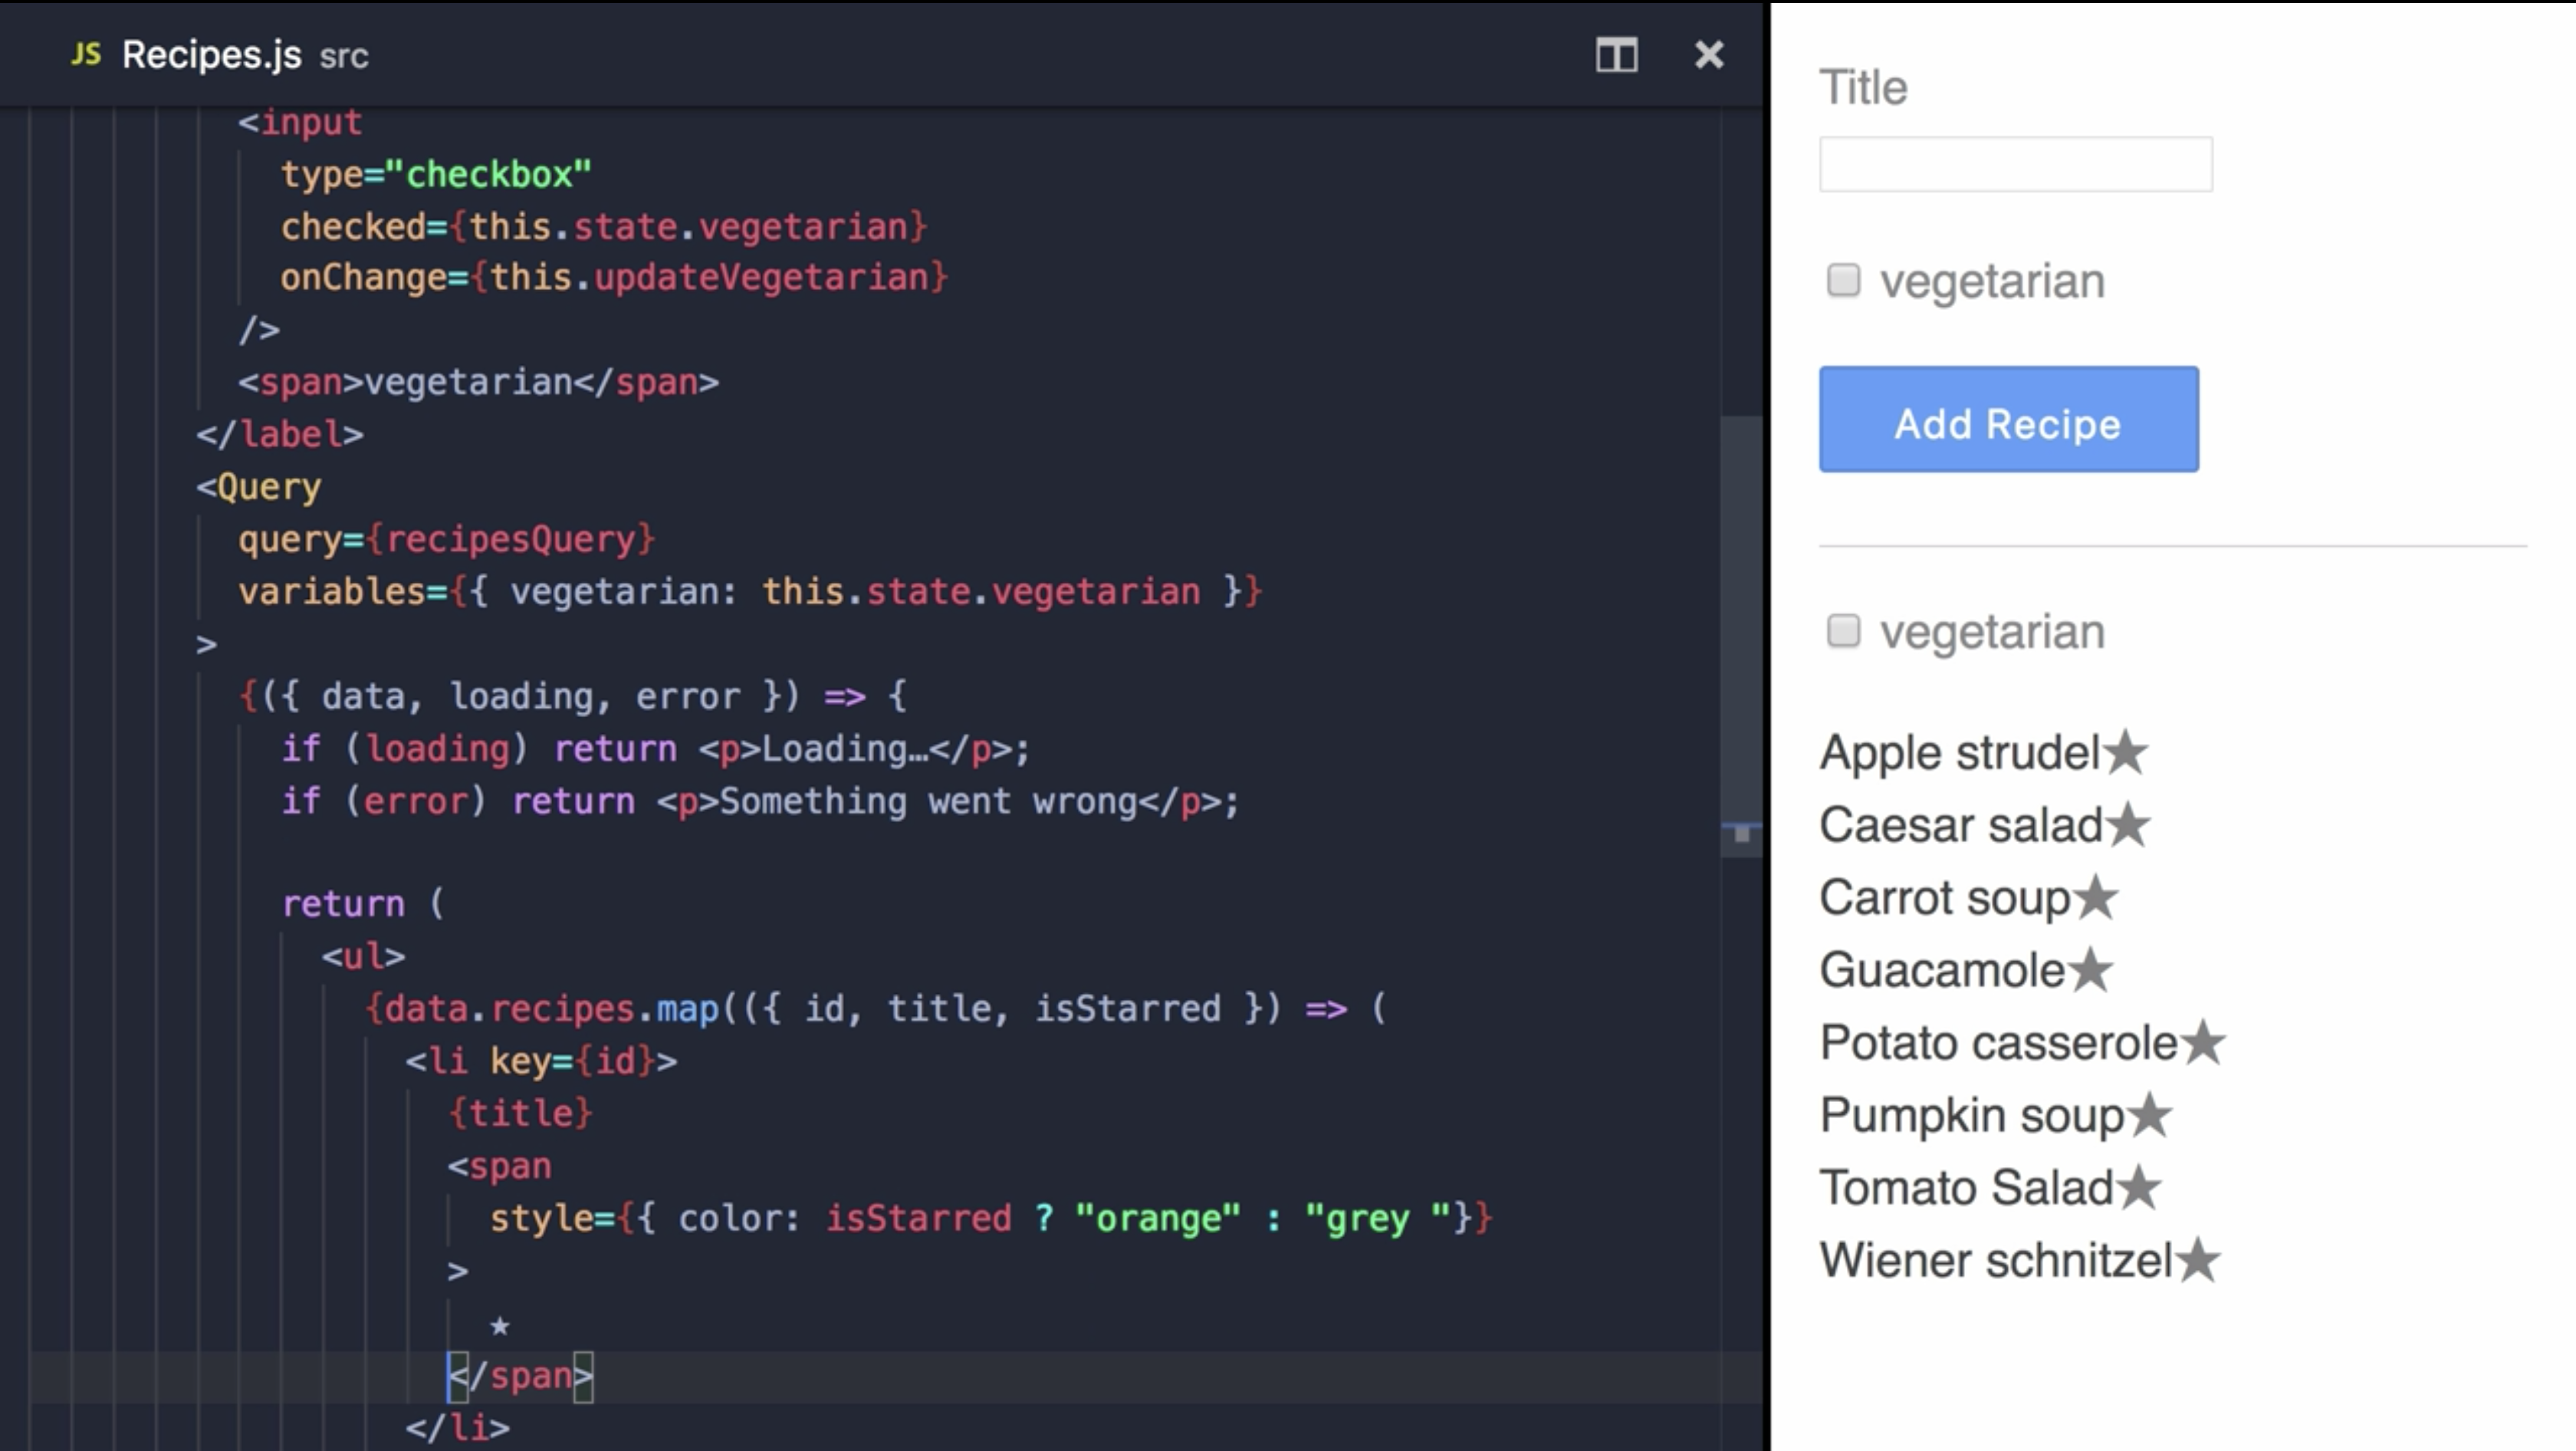 JS Recipes.js src
<input
type="checkbox"
checked={this.state.vegetarian}
onChange={this.updateVegetarian}
/>
<span>vegetarian</span>
</label>
<Query
query={recipesQuery}
variables={{ vegetarian: this.state.vegetarian }}
>
{({ data, loading, error }) => {
if (loading) return <p>Loading…</p>;
if (error) return <p>Something went wrong</p>;
return (
<ul>
{data.recipes.map(({ id, title, isStarred }) => (
<li key={id}>
{title}
<span
style={{ color: isStarred ? "orange" : "grey "}}
>
★
</span>
</li>
Title
vegetarian
Add Recipe
vegetarian
Apple strudel★
Caesar salad★
Carrot soup★
Guacamole★
Potato casserole★
Pumpkin soup★
Tomato Salad★
Wiener schnitzel★